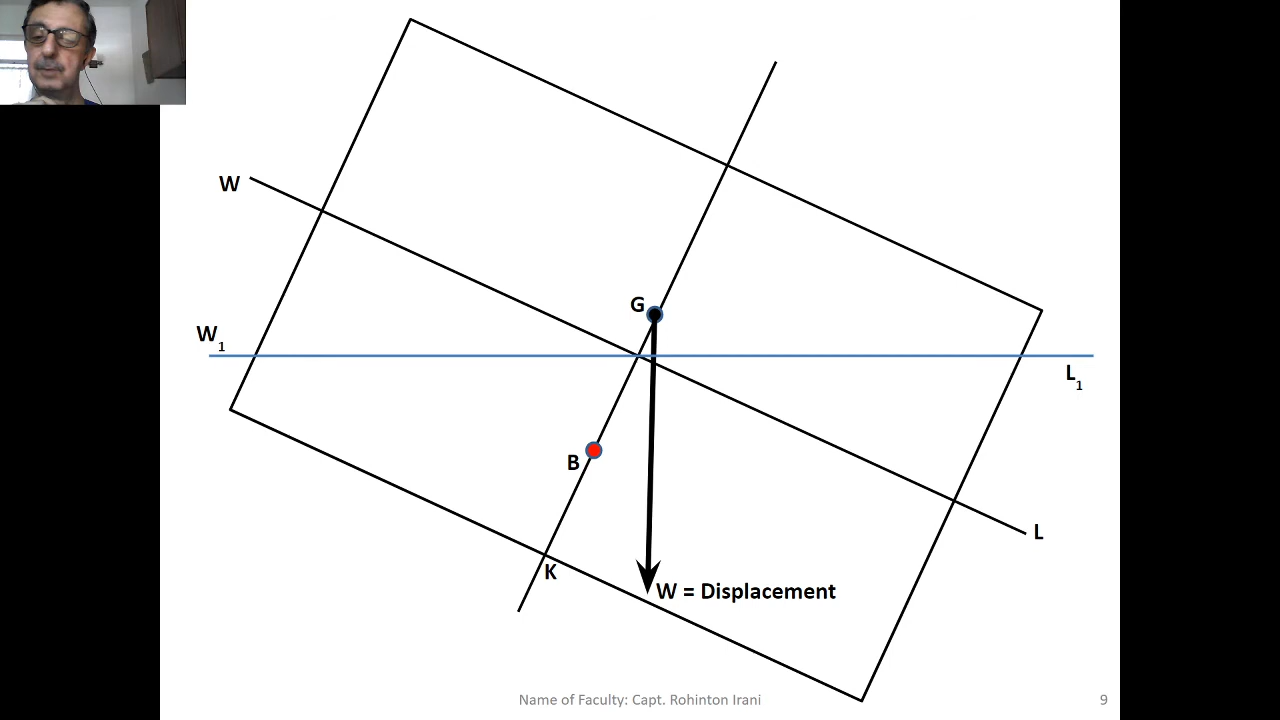 W
G
W1
L1
B
L
K
W = Displacement
Name of Faculty: Capt. Rohinton Irani
9